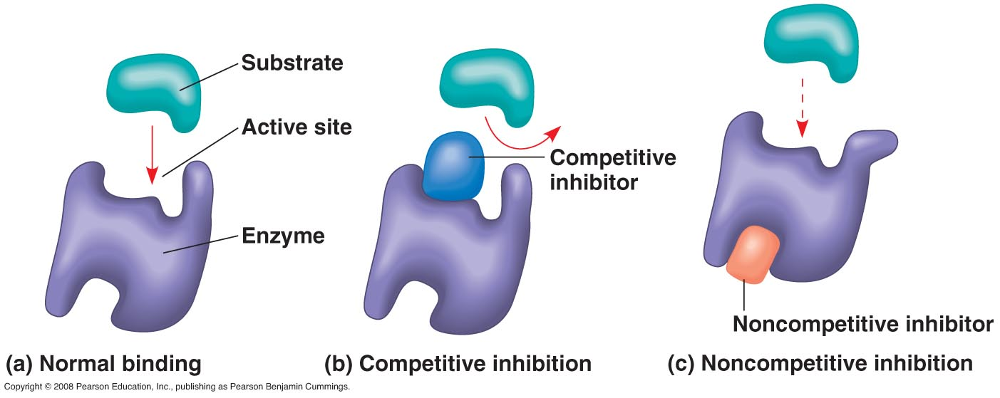 Substrate
Active site
Enzyme
(a) Normal binding
Competitive
inhibitor
(b) Competitive inhibition
Noncompetitive inhibitor
(c) Noncompetitive inhibition
Copyright © 2008 Pearson Education, Inc., publishing as Pearson Benjamin Cummings.